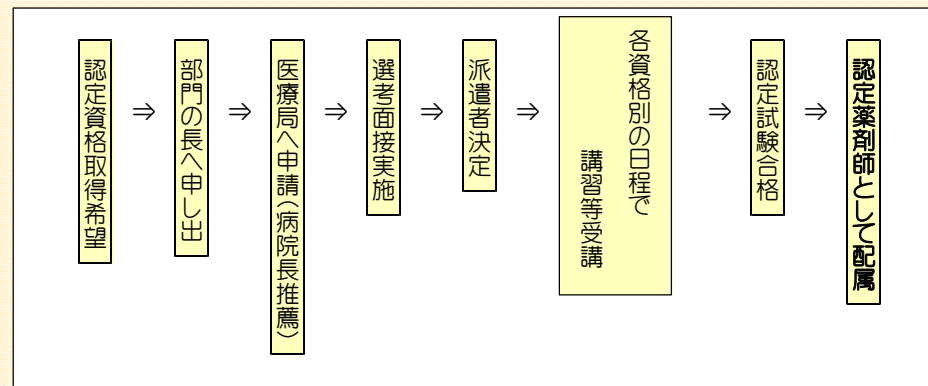 認定資格取得希望
⇒
部門の長へ申し出
⇒
医療局へ申請（病院長推薦）
⇒
選考面接実施
⇒
派遣者決定
⇒
各資格別の日程で
講習等受講
⇒
認定試験合格
⇒
認定薬剤師として配属